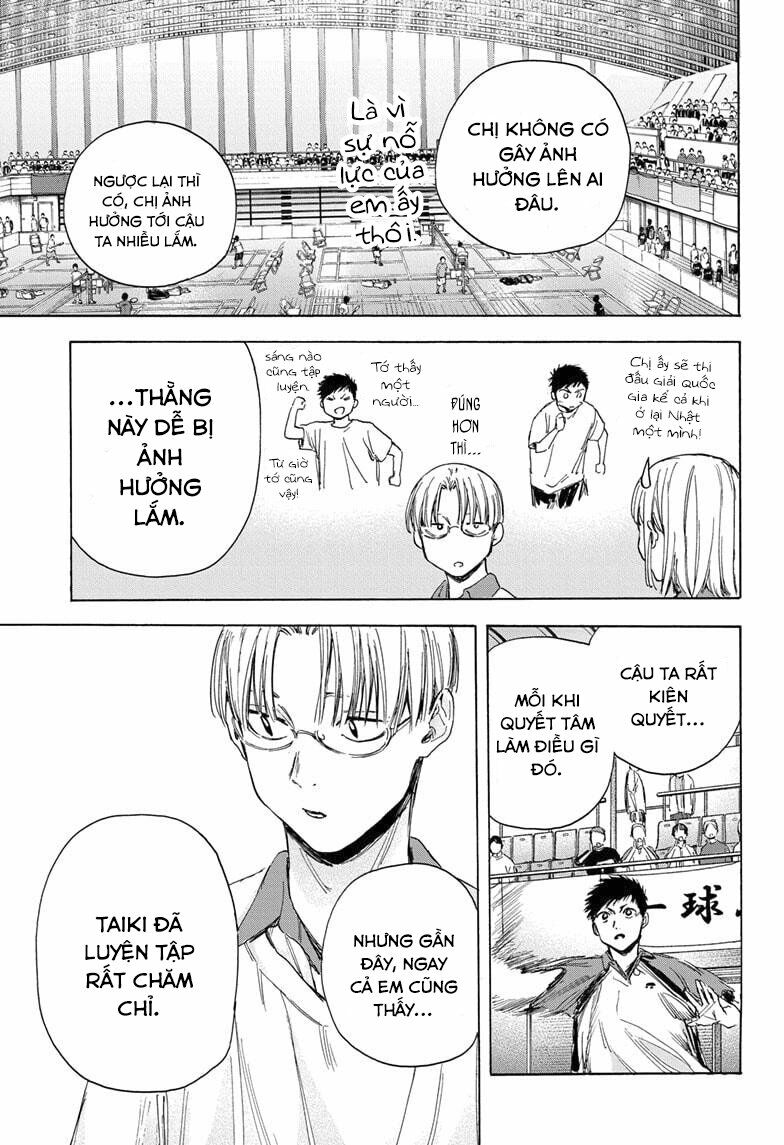 CHỊ KHÔNG CÓ
GÂY ẢNH
HƯỞNG LÊN AI
ĐÂU.
Là vì
sự nỗ
lực của
em ấy
thôi.
NGƯỢC LẠI THÌ
CÓ, CHỊ ẢNH
HƯỞNG TỚI CẬU
TA NHIỀU LẮM.
Chị ấy sẽ thi
đấu giải Quốc
gia kể cả khi
ở lại Nhật
một mình!
ĐÚNG
HƠN
THÌ...
Tớ thấy
một
người...
sáng nào
cũng tập
luyện.
Từ giờ
tớ cũng
vậy!
...THẰNG
NÀY DỄ BỊ
ẢNH
HƯỞNG
LẮM.
CẬU TA RẤT
KIÊN
QUYẾT...
MỖI KHI
QUYẾT TÂM
LÀM ĐIỀU GÌ
ĐÓ.
一球
NHƯNG GẦN
ĐÂY, NGAY
CẢ EM CŨNG
THẤY...
TAIKI ĐÃ
LUYỆN TẬP
RẤT CHĂM
CHỈ.